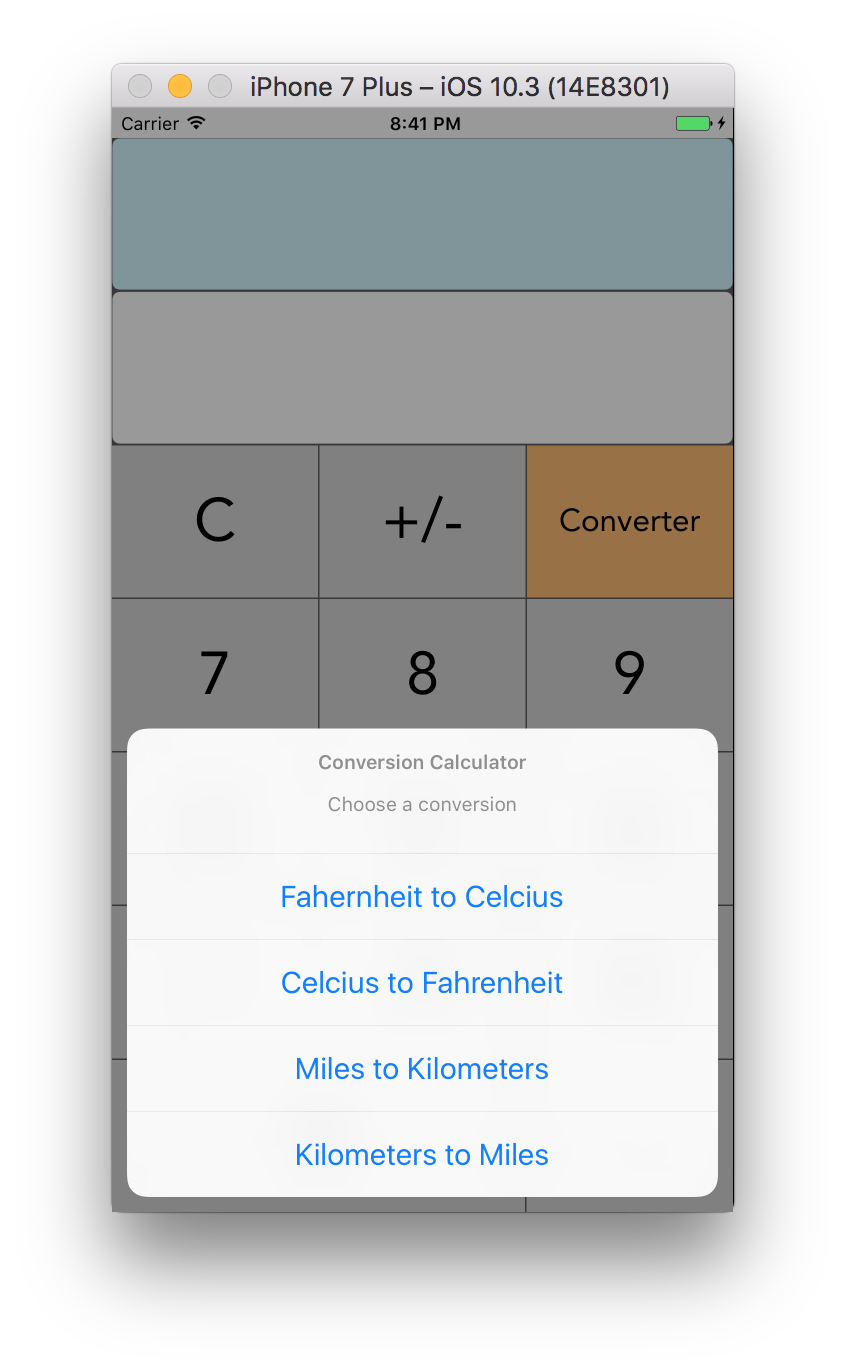 iPhone 7 Plus – iOS 10.3 (14E8301)
Carrier 8:41 PM
C +/- Converter
7 8 9
Conversion Calculator
Choose a conversion
Fahernheit to Celcius
Celcius to Fahrenheit
Miles to Kilometers
Kilometers to Miles